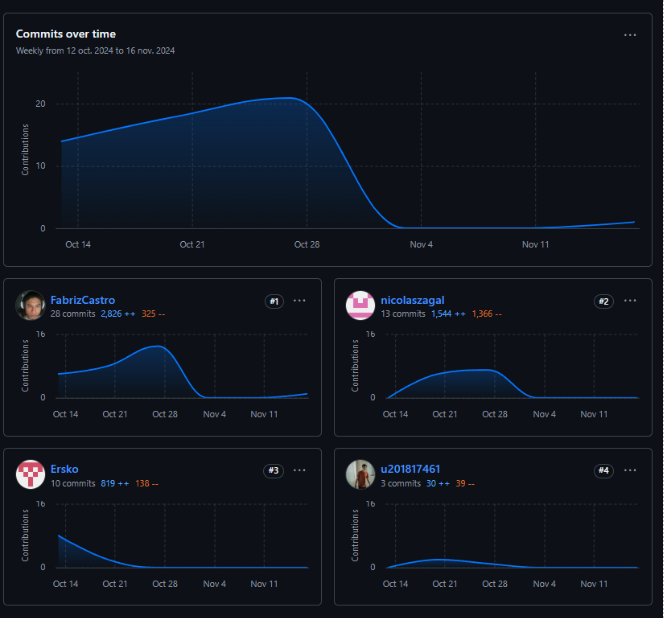 Commits over time
Weekly from 12 oct. 2024 to 16 nov. 2024
Contributions
20
10
0
Oct 14 Oct 21 Oct 28 Nov 4 Nov 11
FabrizCastro #1
28 commits 2,826 ++ 325 --
Contributions
16
0
Oct 14 Oct 21 Oct 28 Nov 4 Nov 11
nicolaszagal #2
13 commits 1,544 ++ 1,366 --
Contributions
16
0
Oct 14 Oct 21 Oct 28 Nov 4 Nov 11
Ersko #3
10 commits 819 ++ 138 --
Contributions
16
0
Oct 14 Oct 21 Oct 28 Nov 4 Nov 11
u201817461 #4
3 commits 30 ++ 39 --
Contributions
16
0
Oct 14 Oct 21 Oct 28 Nov 4 Nov 11